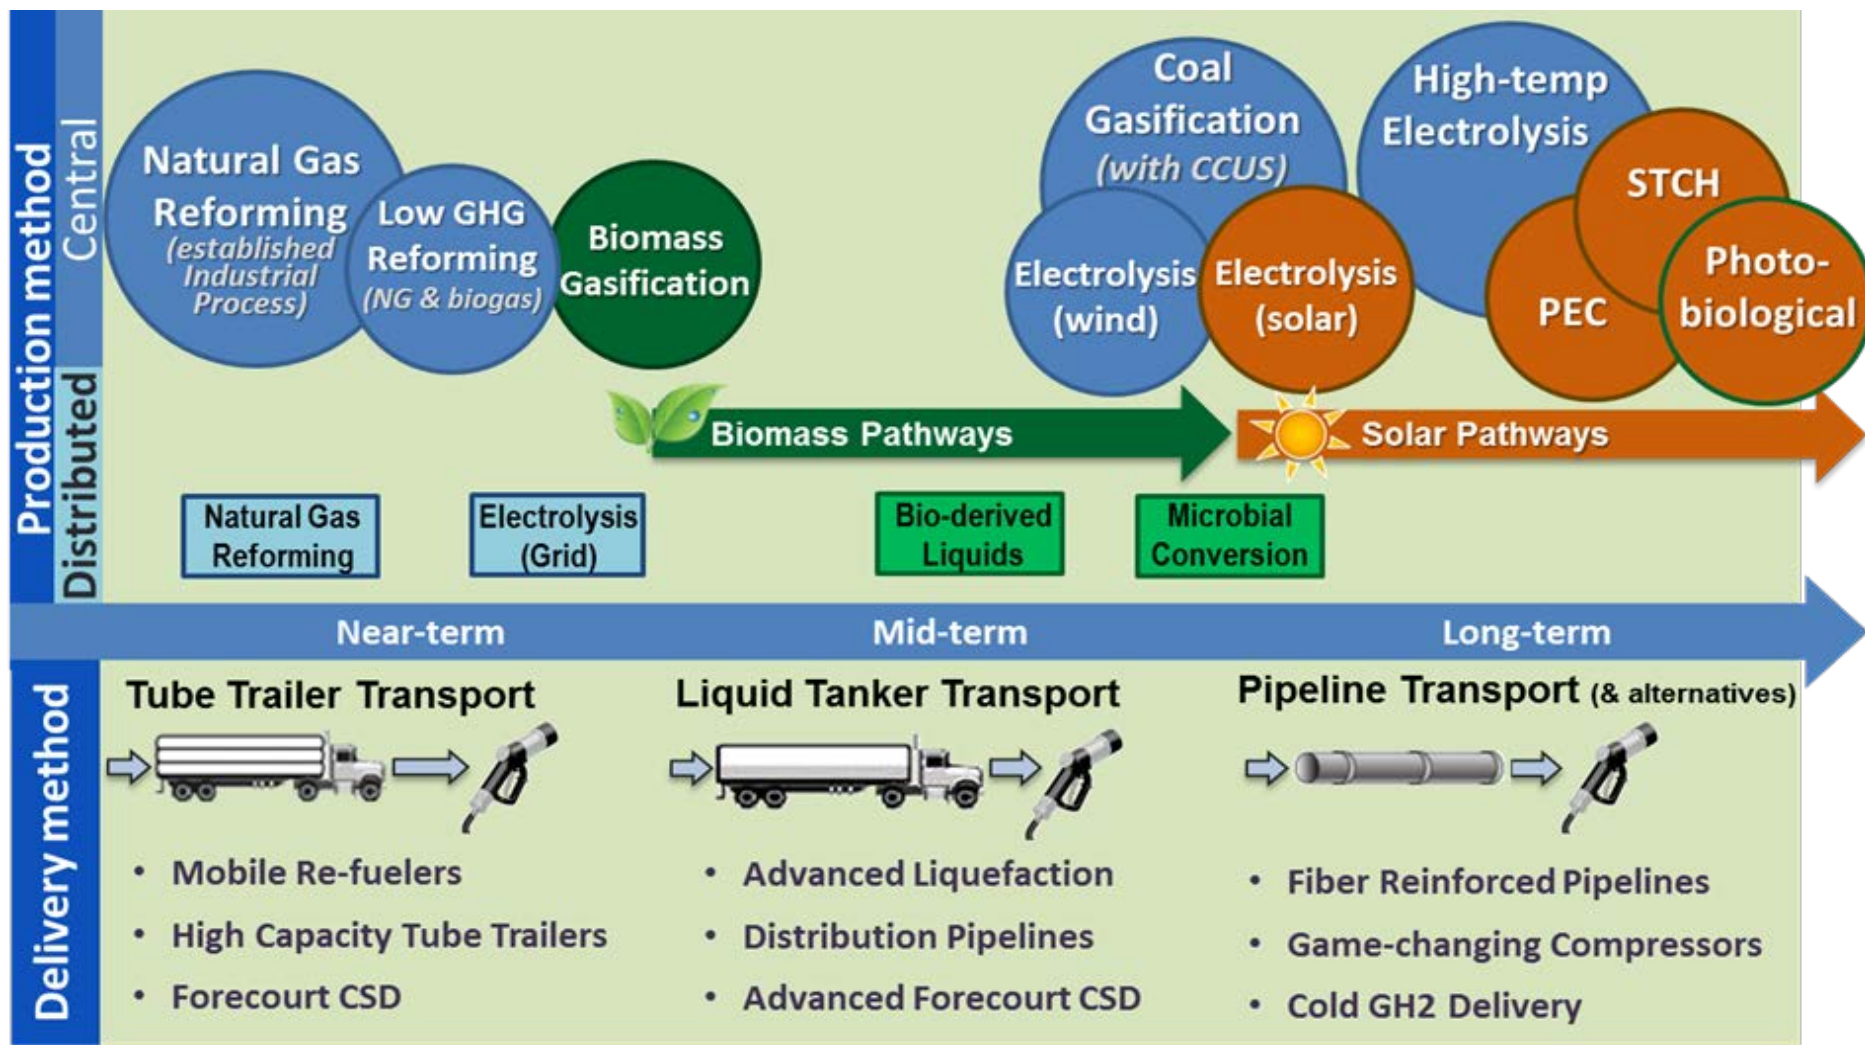 Production method
Central
Distributed
Natural Gas
Reforming
(established
Industrial
Process)
Low GHG
Reforming
(NG & biogas)
Biomass
Gasification
Coal
Gasification
(with CCUS)
Electrolysis
(wind)
Electrolysis
(solar)
High-temp
Electrolysis
STCH
PEC
Photo-
biological
Biomass Pathways
Solar Pathways
Natural Gas
Reforming
Electrolysis
(Grid)
Bio-derived
Liquids
Microbial
Conversion
Near-term
Mid-term
Long-term
Delivery method
Tube Trailer Transport
• Mobile Re-fuelers
• High Capacity Tube Trailers
• Forecourt CSD
Liquid Tanker Transport
• Advanced Liquefaction
• Distribution Pipelines
• Advanced Forecourt CSD
Pipeline Transport (& alternatives)
• Fiber Reinforced Pipelines
• Game-changing Compressors
• Cold GH2 Delivery